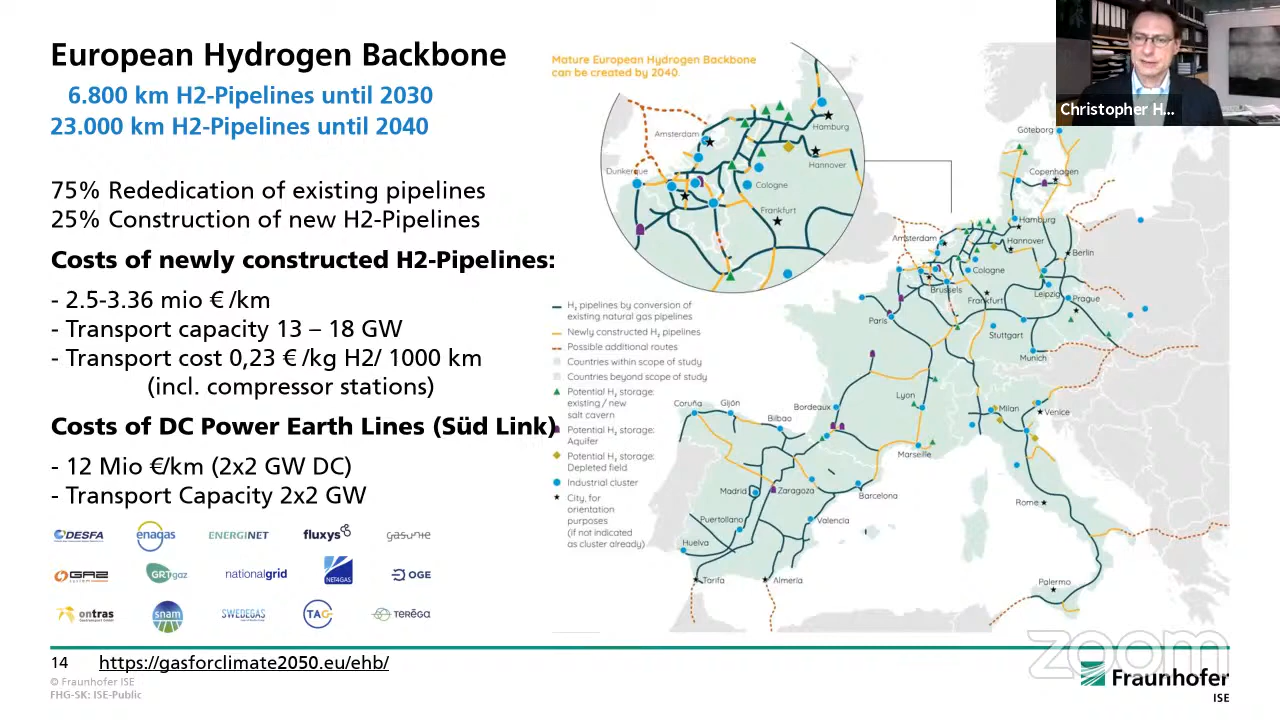 European Hydrogen Backbone
6.800 km H2-Pipelines until 2030
23.000 km H2-Pipelines until 2040
75% Rededication of existing pipelines
25% Construction of new H2-Pipelines
Costs of newly constructed H2-Pipelines:
- 2.5-3.36 mio €/km
- Transport capacity 13 – 18 GW
- Transport cost 0,23 €/kg H2/ 1000 km
(incl. compressor stations)
Costs of DC Power Earth Lines (Süd Link)
- 12 Mio €/km (2x2 GW DC)
- Transport Capacity 2x2 GW
DESFA
enagas
ENERGINET
fluxys
gasunie
GAZ
SYSTEM
GRTgaz
nationalgrid
NET4GAS
OGE
ontras
snam
SWEDEGAS
TAG
TERĒGA
14 https://gasforclimate2050.eu/ehb/
© Fraunhofer ISE
FHG-SK: ISE-Public
Mature European Hydrogen Backbone
can be created by 2040.
Amsterdam
Hamburg
Hannover
Dunkerque
Cologne
Frankfurt
H₂ pipelines by conversion of
existing natural gas pipelines
Newly constructed H₂ pipelines
Possible additional routes
Countries within scope of study
Countries beyond scope of study
Potential H₂ storage:
existing / new
salt cavern
Potential H₂ storage:
Aquifer
Potential H₂ storage:
Depleted field
Industrial cluster
City, for
orientation
purposes
(if not indicated
as cluster already)
Göteborg
Copenhagen
Hamburg
Amsterdam
Hannover
Berlin
Cologne
Brussels
Frankfurt
Leipzig
Prague
Paris
Stuttgart
Munich
Lyon
Milan
Venice
Coruña
Gijón
Bilbao
Bordeaux
Marseille
Madrid
Zaragoza
Barcelona
Rome
Puertollano
Valencia
Huelva
Tarifa
Almería
Palermo
Christopher H...
zoom
Fraunhofer
ISE